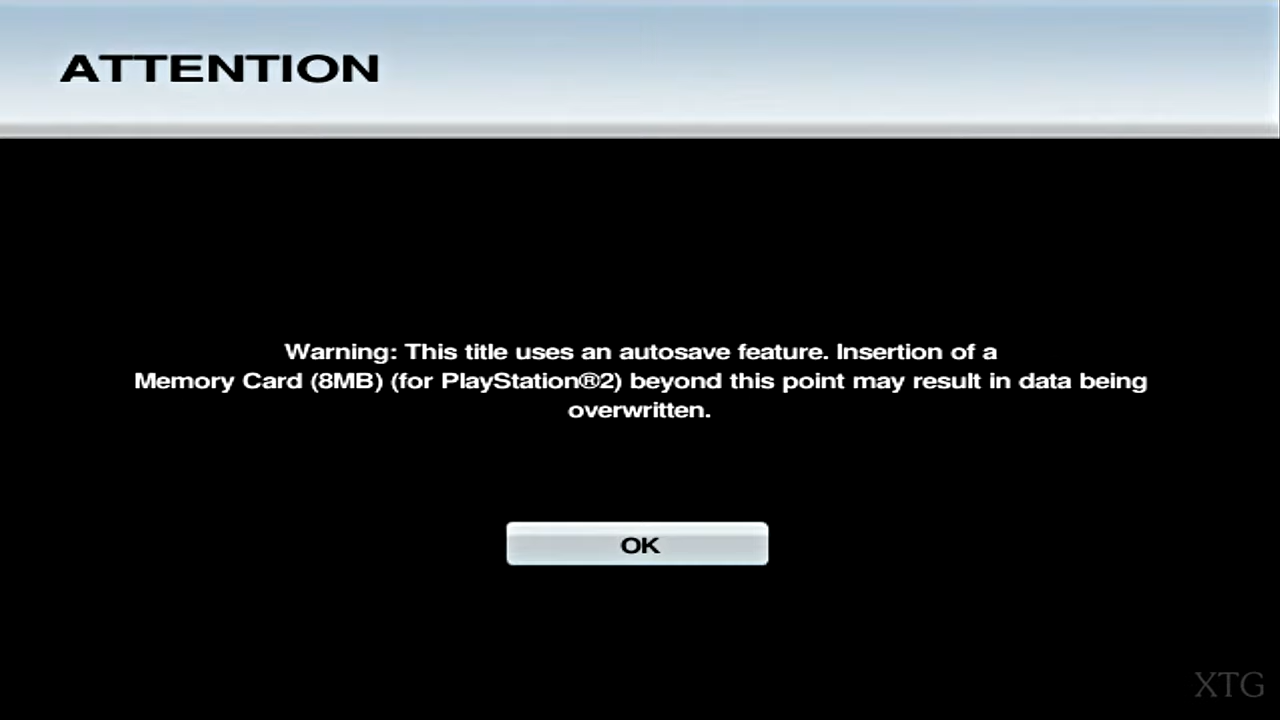 ATTENTION
Warning: This title uses an autosave feature. Insertion of a
Memory Card (8MB) (for PlayStation®2) beyond this point may result in data being
overwritten.
OK
XTG